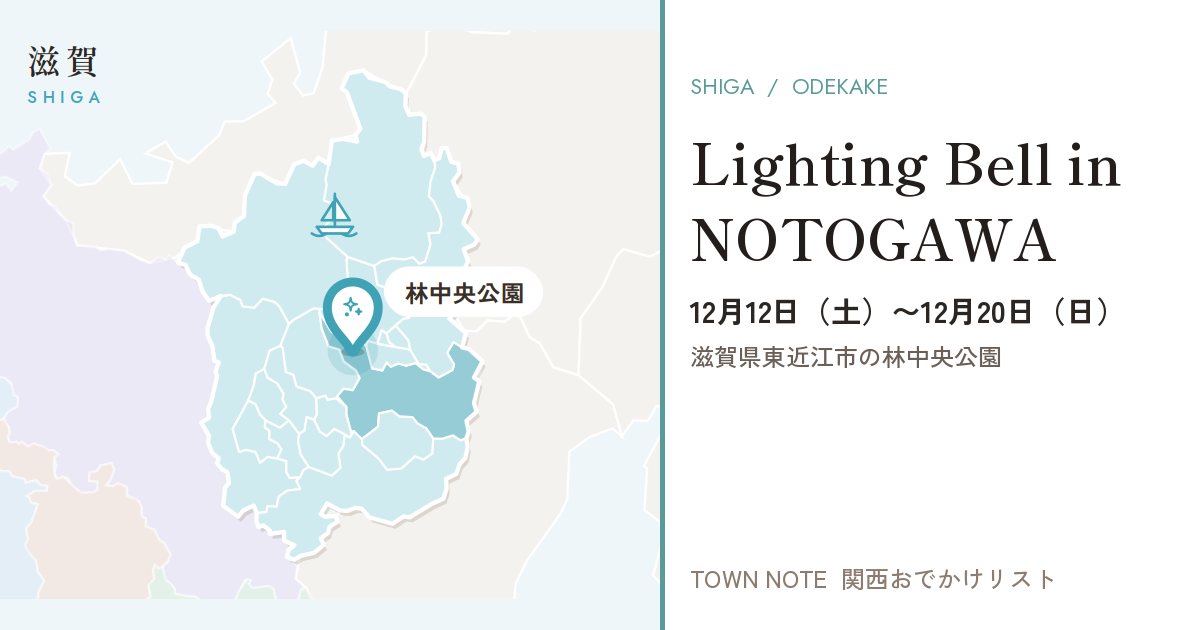 滋賀
SHIGA
林中央公園
SHIGA / ODEKAKE
Lighting Bell in
NOTOGAWA
12月12日（土）〜12月20日（日）
滋賀県東近江市の林中央公園
TOWN NOTE 関西おでかけリスト